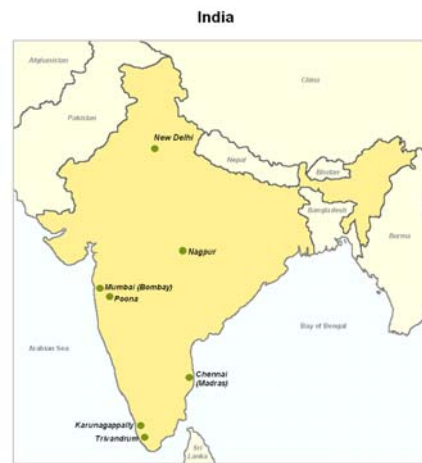 India
Afghanistan
China
Pakistan
New Delhi
Nepal
Bhutan
Bangladesh
Burma
Nagpur
Mumbai (Bombay)
Poona
Arabian Sea
Bay of Bengal
Chennai
(Madras)
Karunagappally
Trivandrum
Sri
Lanka